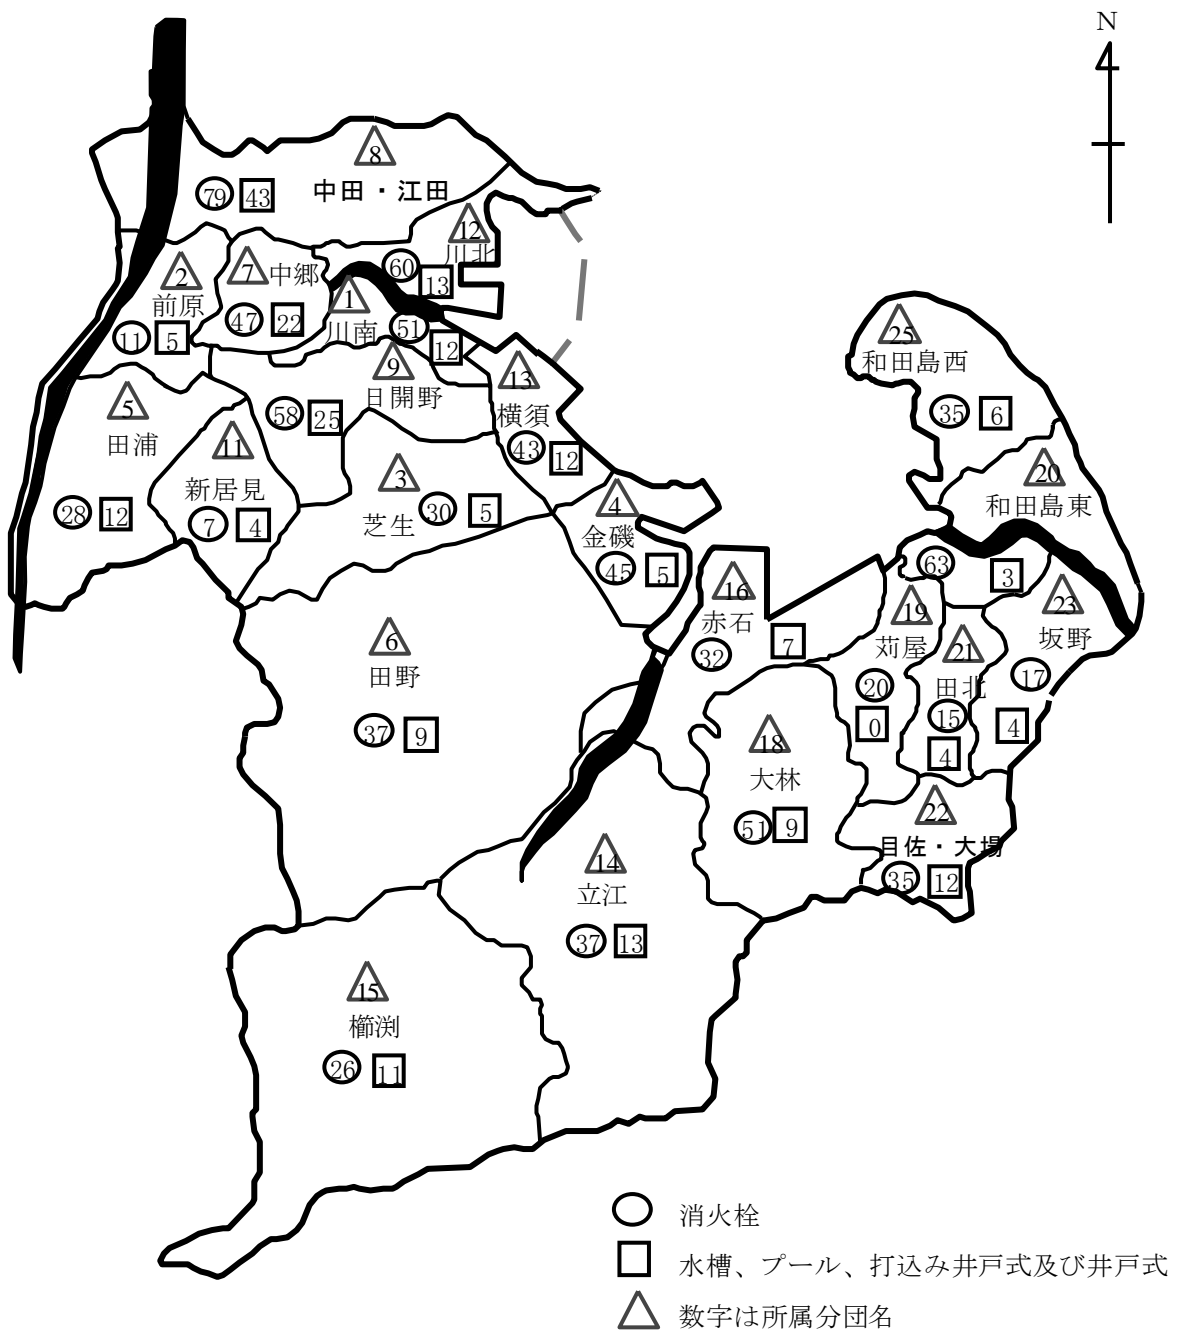 N
8
中田・江田
79 43
12
川北
60 13
2
前原
11 5
7 中郷
47 22
1
川南
51 12
9
日開野
58 25
13
横須
43 12
5
田浦
28 12
11
新居見
7 4
3
芝生
30 5
4
金磯
45 5
25
和田島西
35 6
20
和田島東
63 3
16
赤石
32 7
19
苅屋
20
0
21
田北
15
4
23
坂野
17
4
6
田野
37 9
18
大林
51 9
22
目佐・大場
35 12
14
立江
37 13
15
櫛渕
26 11
消火栓
水槽、プール、打込み井戸式及び井戸式
数字は所属分団名